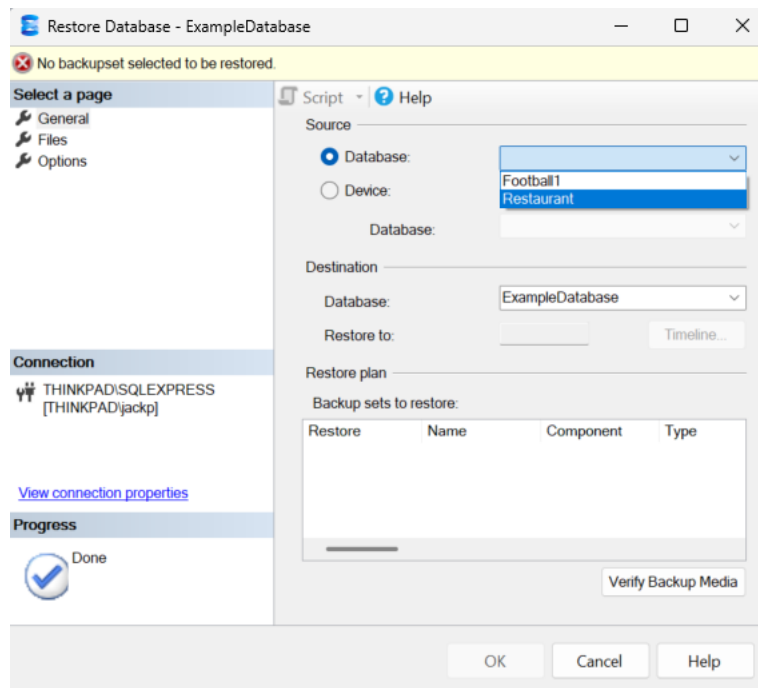 Restore Database - ExampleDatabase
No backupset selected to be restored.
Select a page
General
Files
Options
Script
Help
Source
Database:
Football1
Restaurant
Device:
Database:
Destination
Database:
ExampleDatabase
Restore to:
Timeline...
Restore plan
Backup sets to restore:
Restore Name Component Type
Verify Backup Media
Connection
THINKPAD\SQLEXPRESS
[THINKPAD\jackp]
View connection properties
Progress
Done
OK
Cancel
Help